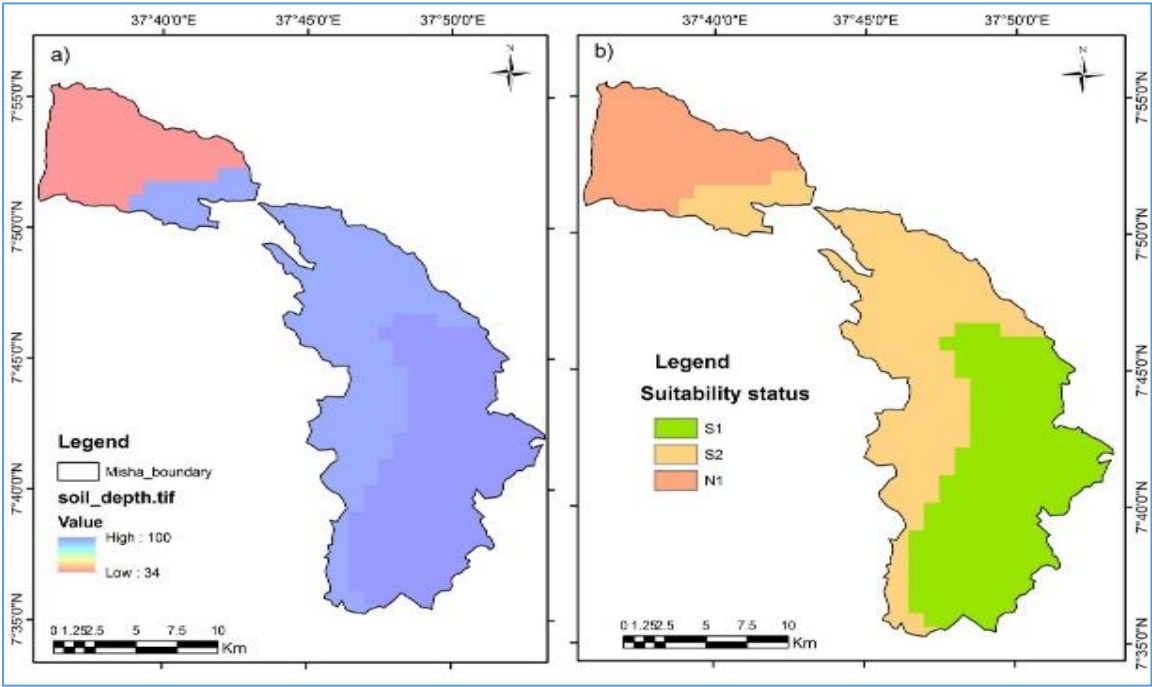 37°40'0"E 37°45'0"E 37°50'0"E
a)
N
7°55'0"N
7°50'0"N
7°45'0"N
7°40'0"N
7°35'0"N
Legend
Misha_boundary
soil_depth.tif
Value
High : 100
Low : 34
0 1.252.5 5 7.5 10
Km
37°40'0"E 37°45'0"E 37°50'0"E
b)
N
7°55'0"N
7°50'0"N
7°45'0"N
7°40'0"N
7°35'0"N
Legend
Suitability status
S1
S2
N1
0 1.252.5 5 7.5 10
Km